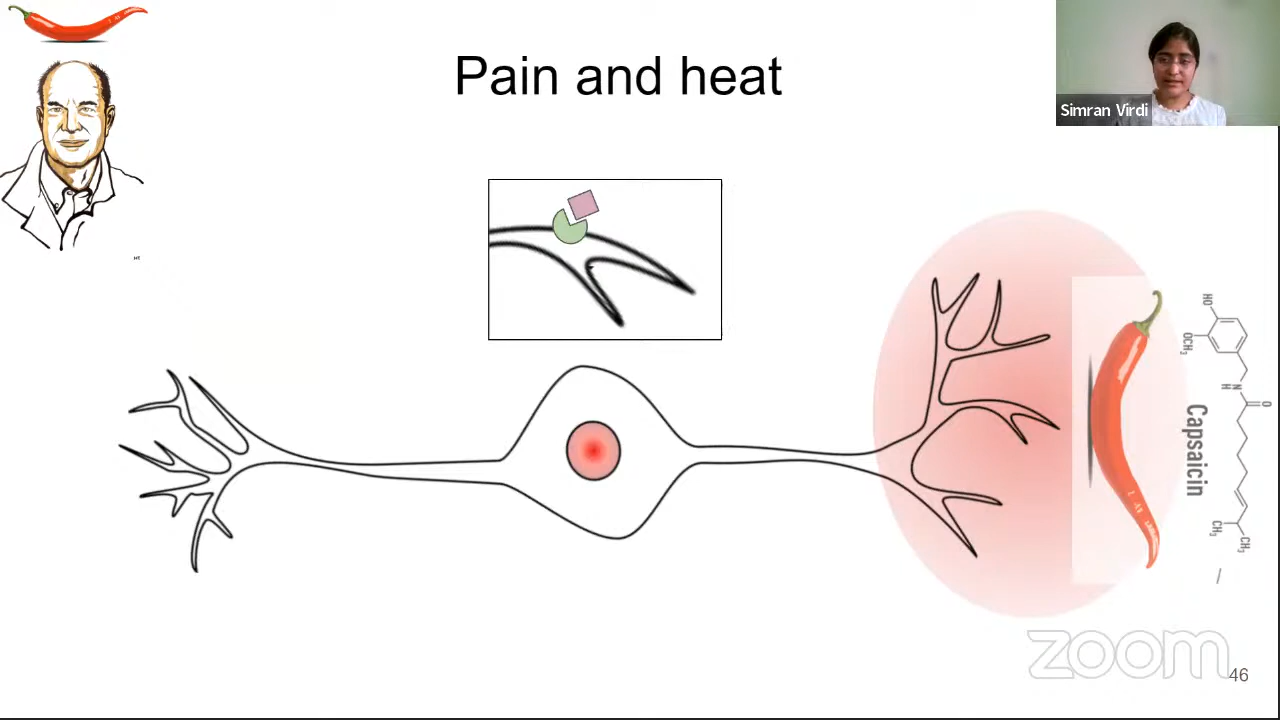 Pain and heat
Simran Virdi
HO
OCH₃
N
H
O
Capsaicin
CH₃
CH₃
zoom
46